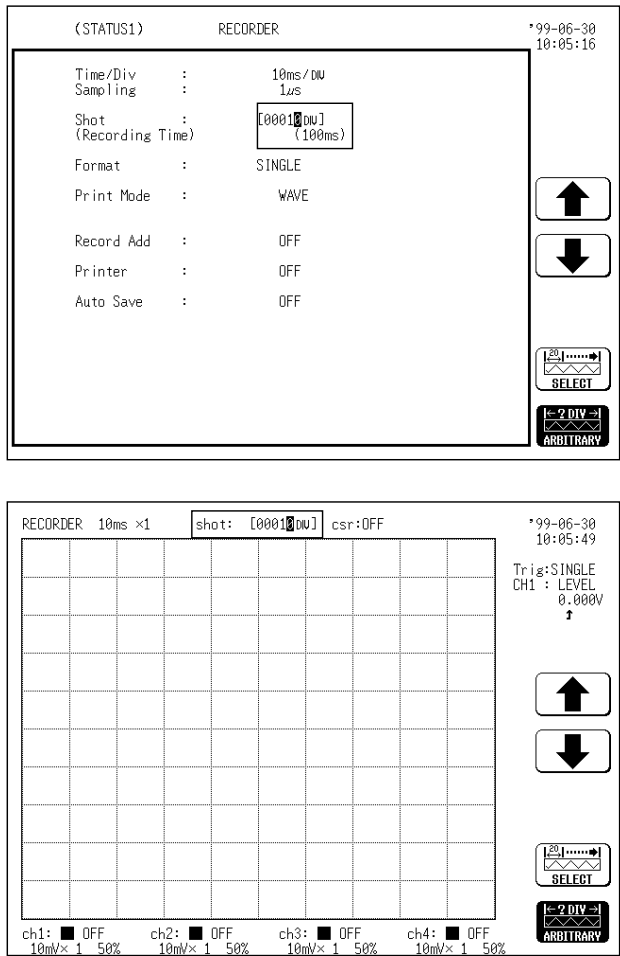 (STATUS1) RECORDER '99-06-30
10:05:16
Time/Div : 10ms/DIV
Sampling : 1µs
Shot : [00010DIV]
(Recording Time) (100ms)
Format : SINGLE
Print Mode : WAVE
Record Add : OFF
Printer : OFF
Auto Save : OFF
20
SELECT
? DIV
ARBITRARY
RECORDER 10ms ×1 shot: [00010DIV] csr:OFF '99-06-30
10:05:49
Trig:SINGLE
CH1 : LEVEL
0.000V
20
SELECT
? DIV
ARBITRARY
ch1: OFF ch2: OFF ch3: OFF ch4: OFF
10mV× 1 50% 10mV× 1 50% 10mV× 1 50% 10mV× 1 50%